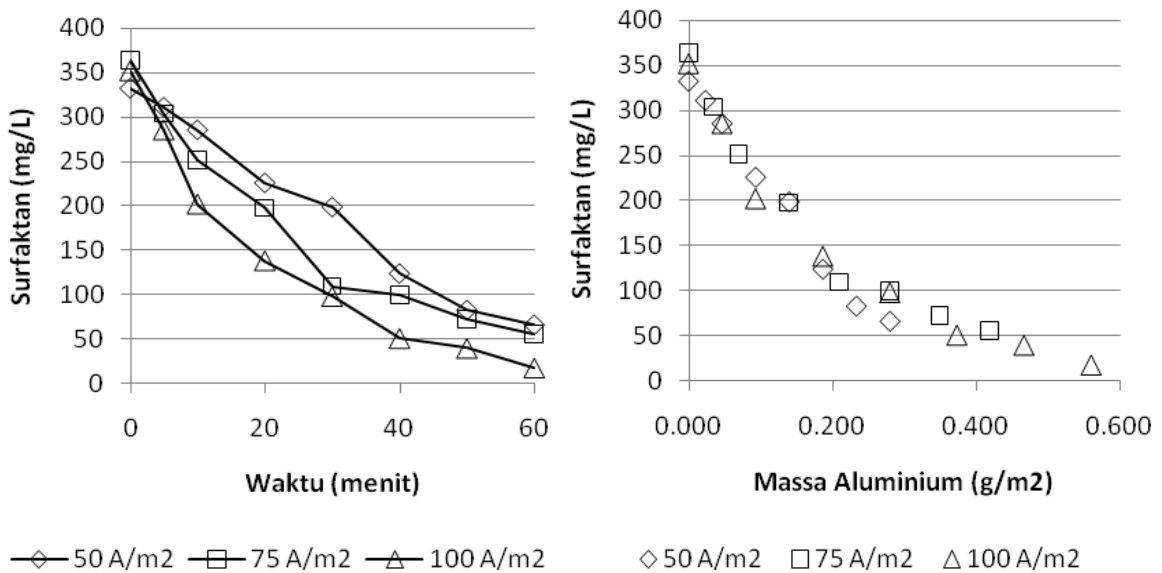 400
350
300
250
200
150
100
50
0
Surfaktan (mg/L)
0 20 40 60
Waktu (menit)
50 A/m2 75 A/m2 100 A/m2
400
350
300
250
200
150
100
50
0
Surfaktan (mg/L)
0.000 0.200 0.400 0.600
Massa Aluminium (g/m2)
50 A/m2 75 A/m2 100 A/m2